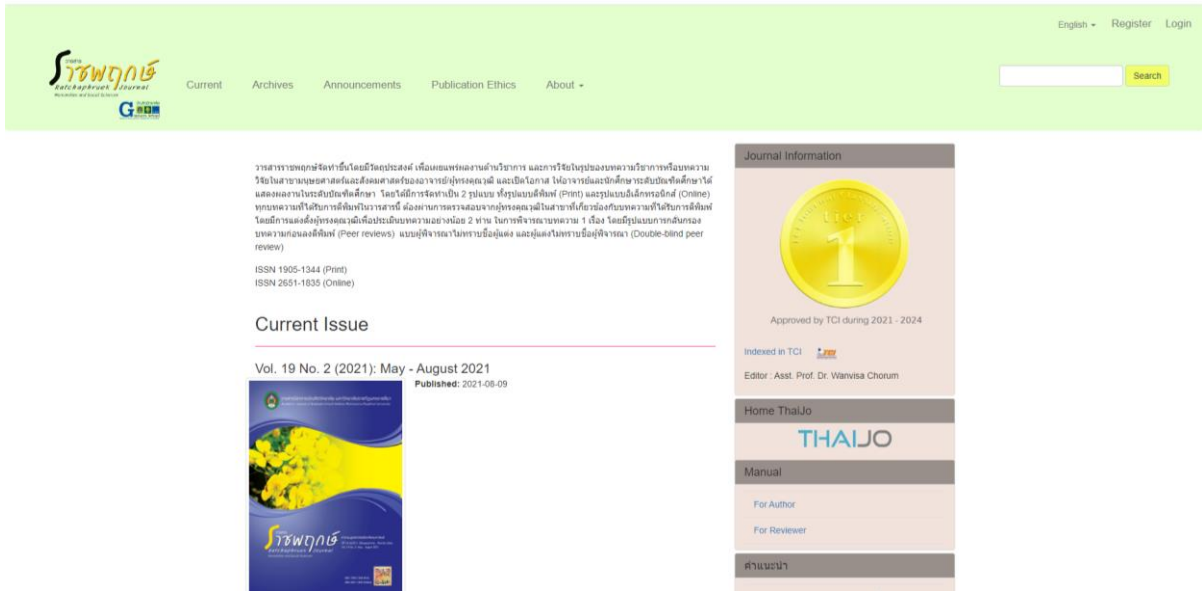 English
Register
Login
วารสาร
ราชพฤกษ์
Ratchaphruek Journal
Humanities and Social Sciences
Current
Archives
Announcements
Publication Ethics
About
Search
วารสารราชพฤกษ์จัดทำขึ้นโดยมีวัตถุประสงค์ เพื่อเผยแพร่ผลงานด้านวิชาการ และการวิจัยในรูปของบทความวิชาการหรือบทความ
วิจัยในสาขามนุษยศาสตร์และสังคมศาสตร์ของอาจารย์/ผู้ทรงคุณวุฒิ และเปิดโอกาส ให้อาจารย์และนักศึกษาระดับบัณฑิตศึกษาได้
แสดงผลงานในระดับบัณฑิตศึกษา โดยได้มีการจัดทำเป็น 2 รูปแบบ ทั้งรูปแบบตีพิมพ์ (Print) และรูปแบบอิเล็กทรอนิกส์ (Online)
ทุกบทความที่ได้รับการตีพิมพ์ในวารสารนี้ ต้องผ่านการตรวจสอบจากผู้ทรงคุณวุฒิในสาขาที่เกี่ยวข้องกับบทความที่ได้รับการตีพิมพ์
โดยมีการแต่งตั้งผู้ทรงคุณวุฒิเพื่อประเมินบทความอย่างน้อย 2 ท่าน ในการพิจารณาบทความ 1 เรื่อง โดยมีรูปแบบการกลั่นกรอง
บทความก่อนลงตีพิมพ์ (Peer reviews) แบบผู้พิจารณาไม่ทราบชื่อผู้แต่ง และผู้แต่งไม่ทราบชื่อผู้พิจารณา (Double-blind peer
review)
ISSN 1905-1344 (Print)
ISSN 2651-1835 (Online)
Current Issue
Vol. 19 No. 2 (2021): May - August 2021
Published: 2021-08-09
วารสาร
ราชพฤกษ์
Ratchaphruek Journal
Journal Information
tier
1
Approved by TCI during 2021 - 2024
Indexed in TCI
Editor : Asst. Prof. Dr. Wanvisa Chorum
Home ThaiJo
THAIJO
Manual
For Author
For Reviewer
คำแนะนำ